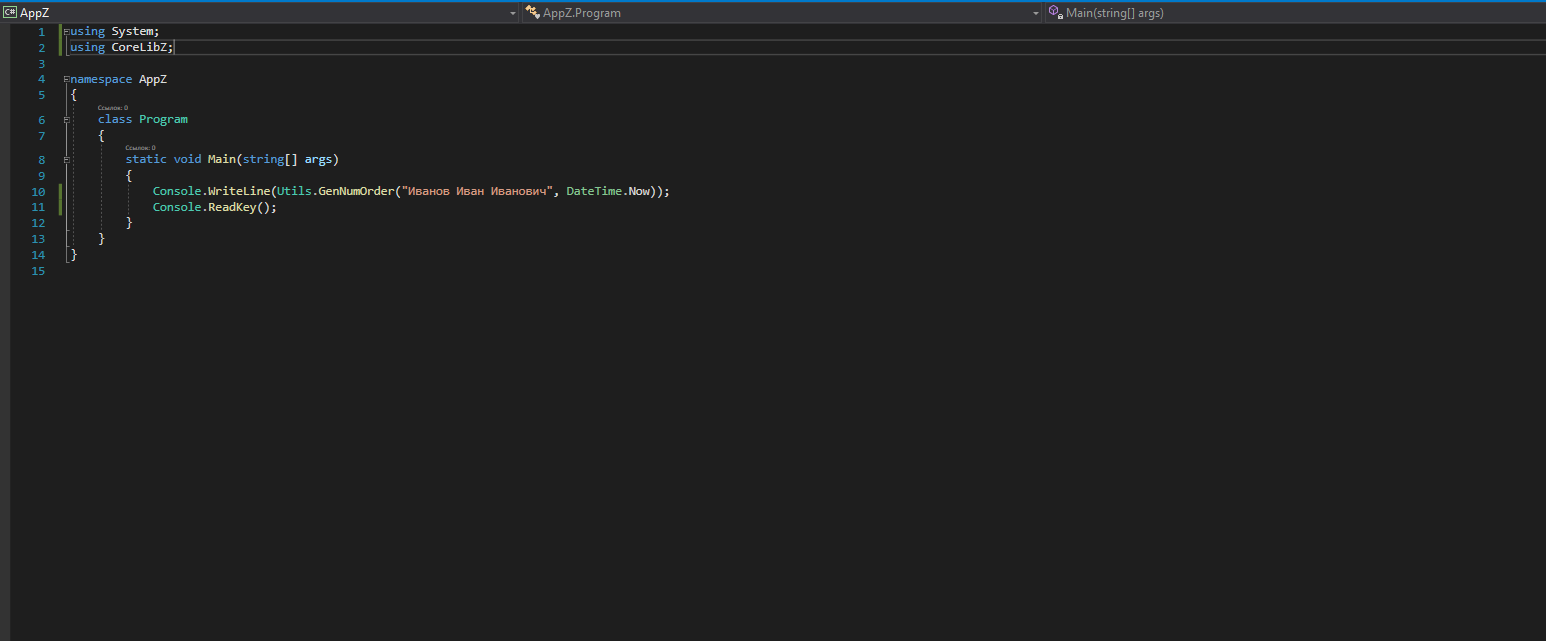 C# AppZ AppZ.Program Main(string[] args)
1 using System;
2 using CoreLibZ;
3
4 namespace AppZ
5 {
Ссылок: 0
6 class Program
7 {
Ссылок: 0
8 static void Main(string[] args)
9 {
10 Console.WriteLine(Utils.GenNumOrder("Иванов Иван Иванович", DateTime.Now));
11 Console.ReadKey();
12 }
13 }
14 }
15